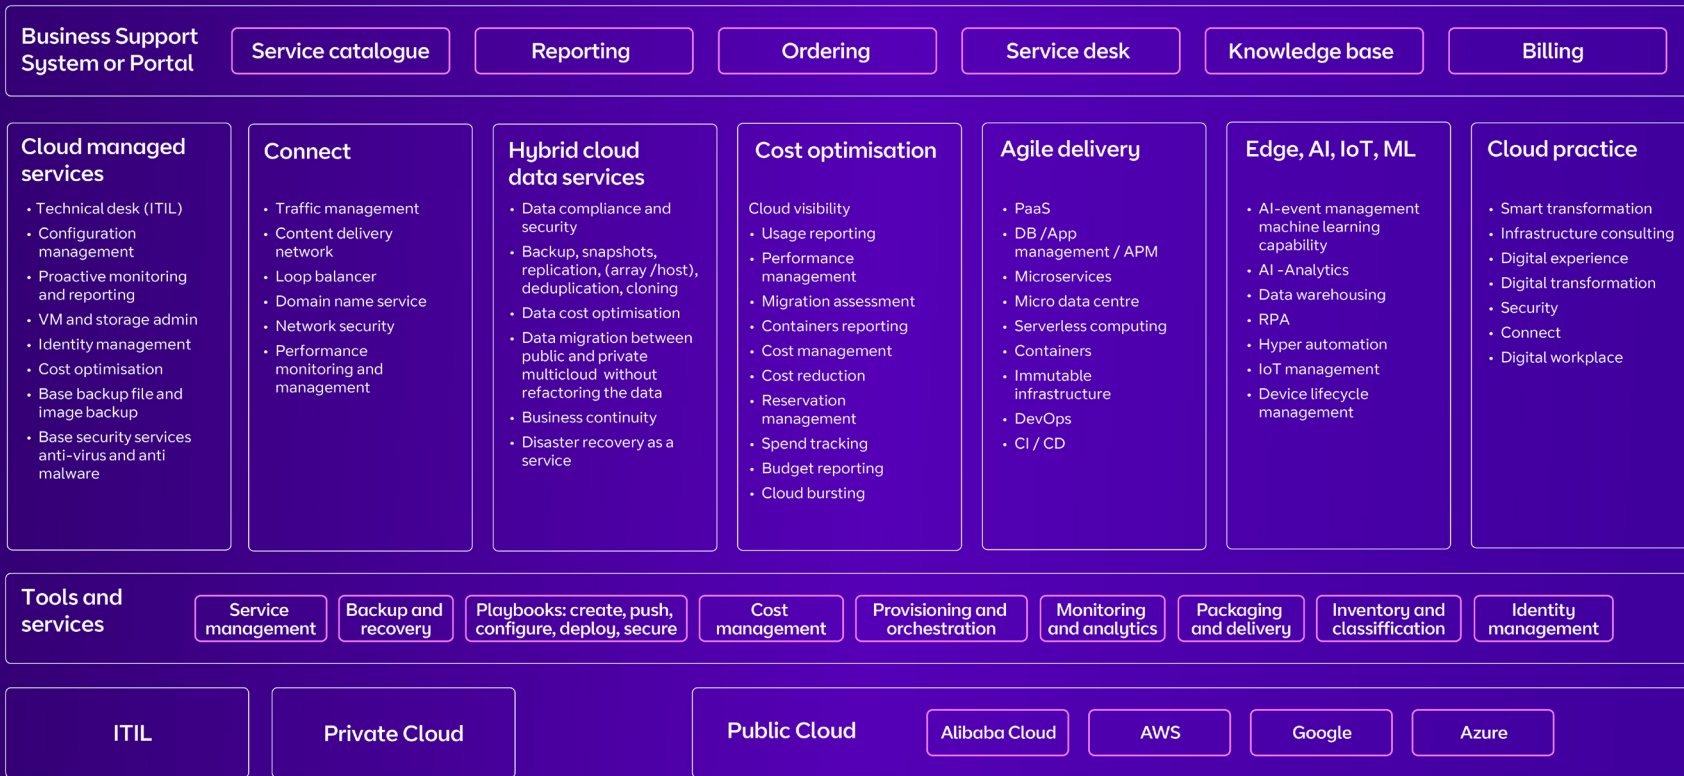 Business Support
System or Portal
Service catalogue
Reporting
Ordering
Service desk
Knowledge base
Billing
Cloud managed
services
• Technical desk (ITIL)
• Configuration
management
• Proactive monitoring
and reporting
• VM and storage admin
• Identity management
• Cost optimisation
• Base backup file and
image backup
• Base security services
anti-virus and anti
malware
Connect
• Traffic management
• Content delivery
network
• Loop balancer
• Domain name service
• Network security
• Performance
monitoring and
management
Hybrid cloud
data services
• Data compliance and
security
• Backup, snapshots,
replication, (array /host),
deduplication, cloning
• Data cost optimisation
• Data migration between
public and private
multicloud without
refactoring the data
• Business continuity
• Disaster recovery as a
service
Cost optimisation
Cloud visibility
• Usage reporting
• Performance
management
• Migration assessment
• Containers reporting
• Cost management
• Cost reduction
• Reservation
management
• Spend tracking
• Budget reporting
• Cloud bursting
Agile delivery
• PaaS
• DB /App
management / APM
• Microservices
• Micro data centre
• Serverless computing
• Containers
• Immutable
infrastructure
• DevOps
• CI / CD
Edge, AI, IoT, ML
• AI-event management
machine learning
capability
• AI -Analytics
• Data warehousing
• RPA
• Hyper automation
• IoT management
• Device lifecycle
management
Cloud practice
• Smart transformation
• Infrastructure consulting
• Digital experience
• Digital transformation
• Security
• Connect
• Digital workplace
Tools and
services
Service
management
Backup and
recovery
Playbooks: create, push,
configure, deploy, secure
Cost
management
Provisioning and
orchestration
Monitoring
and analytics
Packaging
and delivery
Inventory and
classiffication
Identity
management
ITIL
Private Cloud
Public Cloud
Alibaba Cloud
AWS
Google
Azure